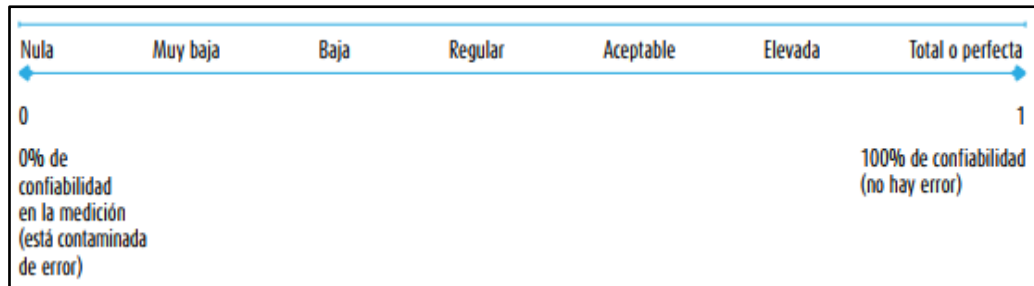 Nula Muy baja Baja Regular Aceptable Elevada Total o perfecta
0 1
0% de
confiabilidad
en la medición
(está contaminada
de error)
100% de confiabilidad
(no hay error)